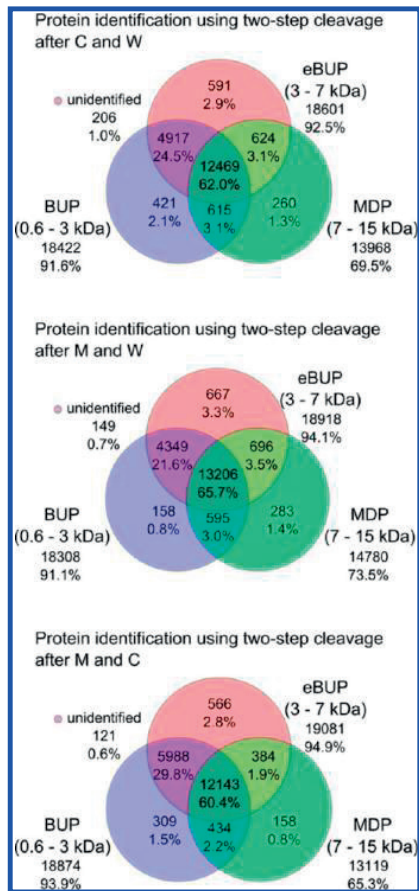 Protein identification using two-step cleavage
after C and W
unidentified
206
1.0%
591
2.9%
eBUP
(3 - 7 kDa)
18601
92.5%
4917
24.5%
624
3.1%
12469
62.0%
421
2.1%
615
3.1%
260
1.3%
BUP
(0.6 - 3 kDa)
18422
91.6%
MDP
(7 - 15 kDa)
13968
69.5%
Protein identification using two-step cleavage
after M and W
unidentified
149
0.7%
667
3.3%
eBUP
(3 - 7 kDa)
18918
94.1%
4349
21.6%
696
3.5%
13206
65.7%
158
0.8%
595
3.0%
283
1.4%
BUP
(0.6 - 3 kDa)
18308
91.1%
MDP
(7 - 15 kDa)
14780
73.5%
Protein identification using two-step cleavage
after M and C
unidentified
121
0.6%
566
2.8%
eBUP
(3 - 7 kDa)
19081
94.9%
5988
29.8%
384
1.9%
12143
60.4%
309
1.5%
434
2.2%
158
0.8%
BUP
(0.6 - 3 kDa)
18874
93.9%
MDP
(7 - 15 kDa)
13119
65.3%